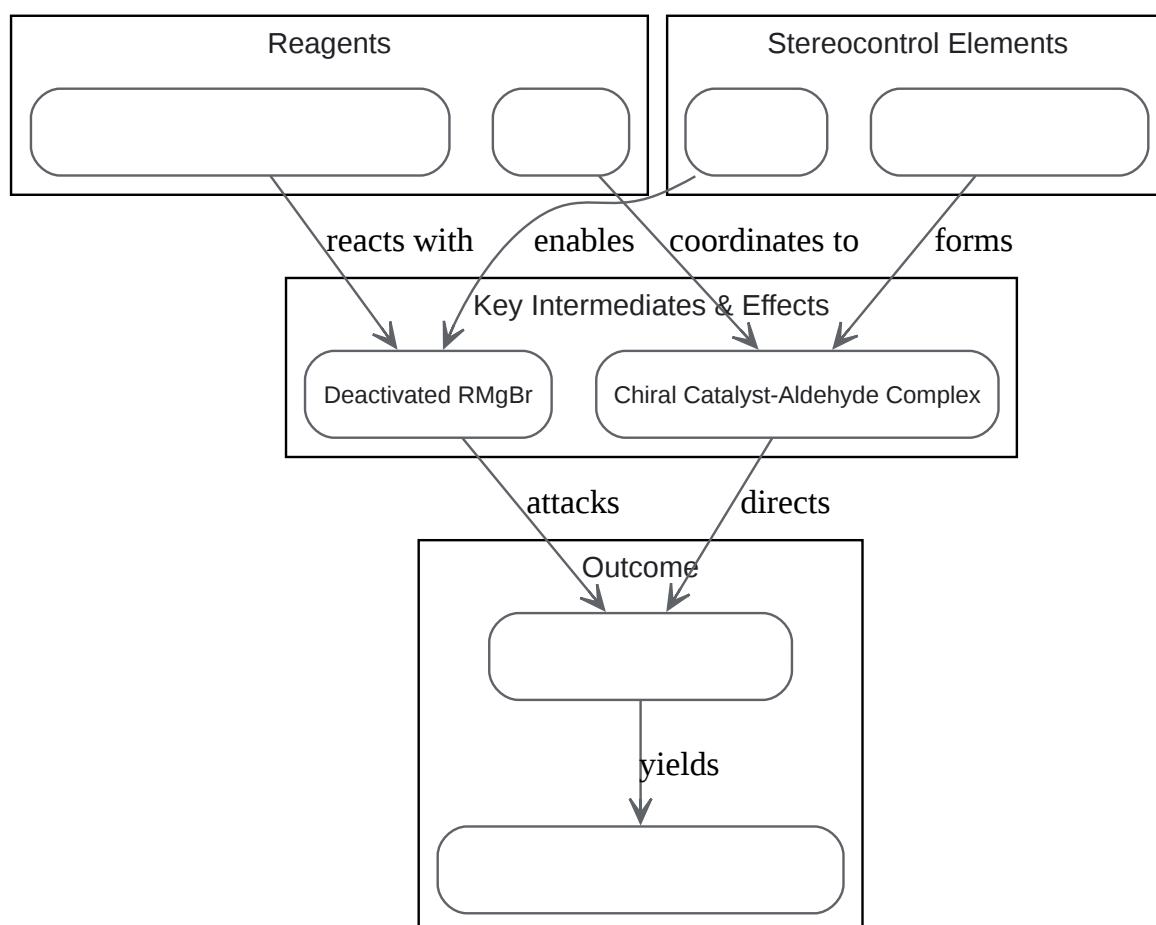 Reagents
Stereocontrol Elements
reacts with
enables
coordinates to
forms
Key Intermediates & Effects
Deactivated RMgBr
Chiral Catalyst-Aldehyde Complex
attacks
directs
Outcome
yields